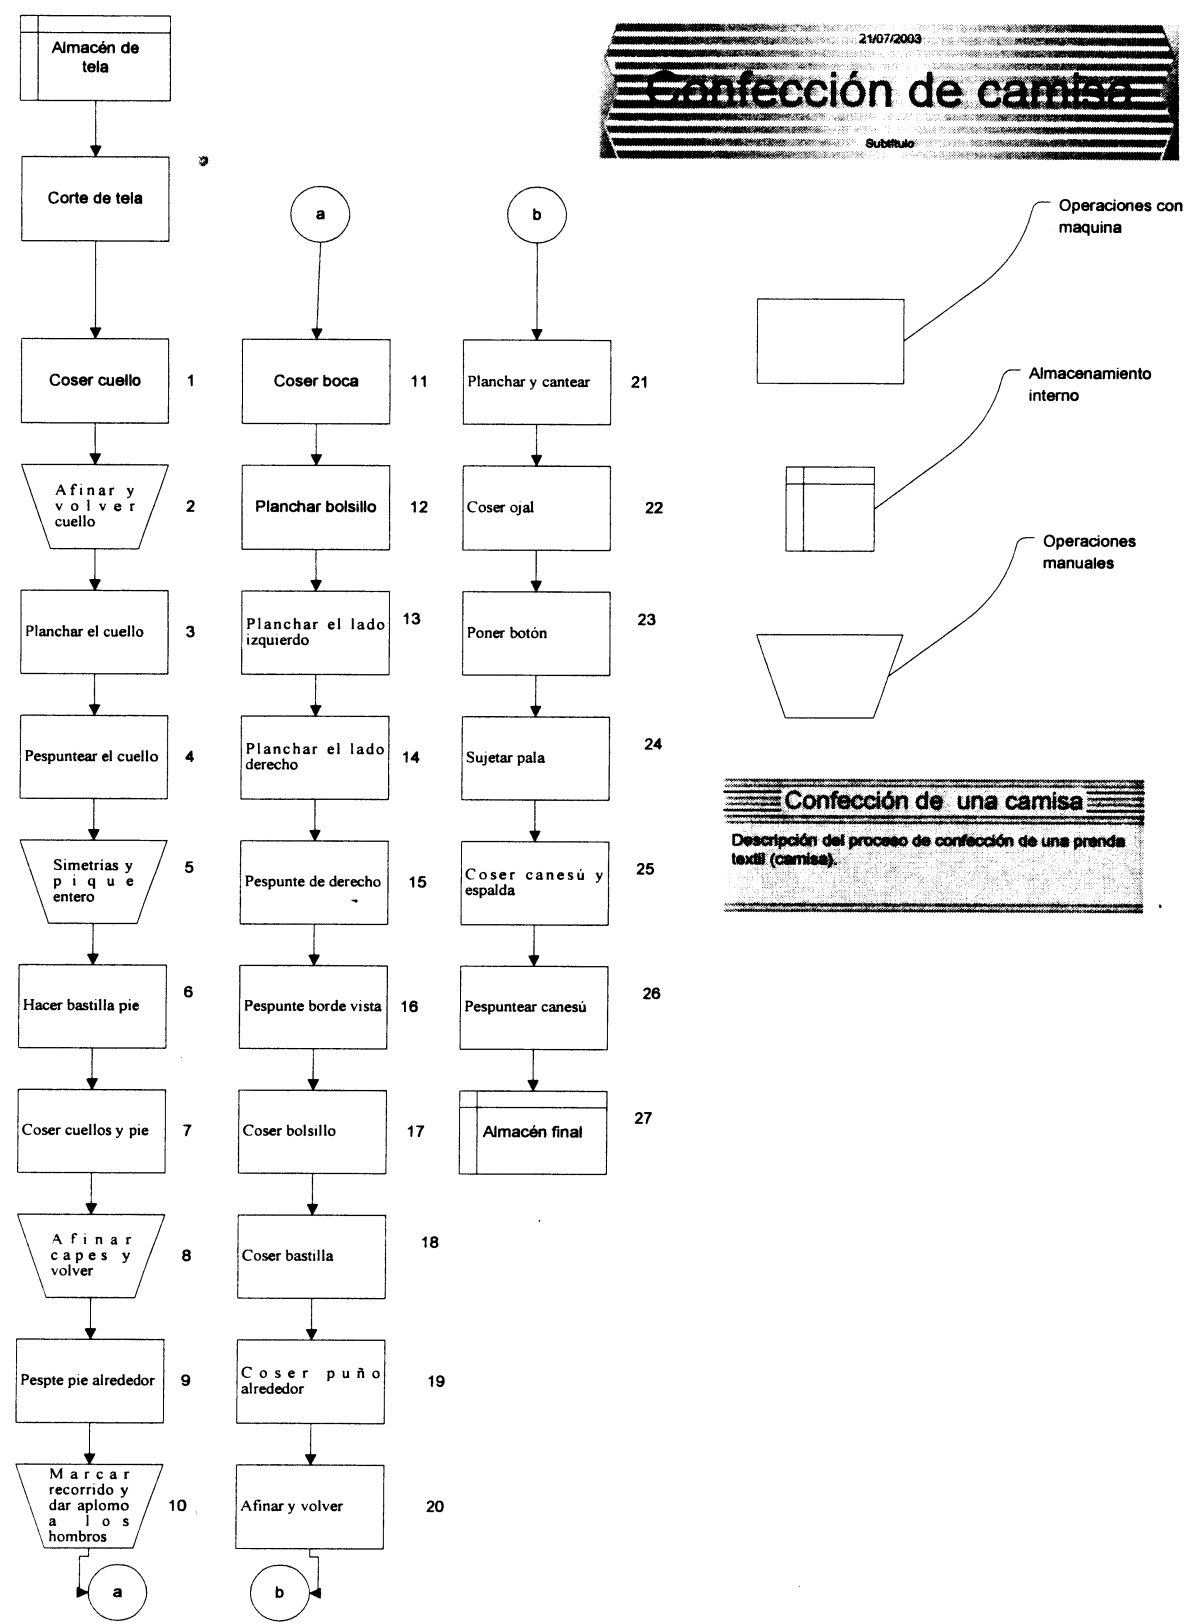 21/07/2003
Confección de camisa
Subtítulo
Almacén de
tela
Corte de tela
Coser cuello
1
Afinar y
volver
cuello
2
Planchar el cuello
3
Pespuntear el cuello
4
Simetrías y
pique
entero
5
Hacer bastilla pie
6
Coser cuellos y pie
7
Afinar
capes y
volver
8
Pespte pie alrededor
9
Marcar
recorrido y
dar aplomo
a los
hombros
10
a
a
Coser boca
11
Planchar bolsillo
12
Planchar el lado
izquierdo
13
Planchar el lado
derecho
14
Pespunte de derecho
15
Pespunte borde vista
16
Coser bolsillo
17
Coser bastilla
18
Coser puño
alrededor
19
Afinar y volver
20
b
b
Planchar y cantear
21
Coser ojal
22
Poner botón
23
Sujetar pala
24
Coser canesú y
espalda
25
Pespuntear canesú
26
Almacén final
27
Operaciones con
maquina
Almacenamiento
interno
Operaciones
manuales
Confección de una camisa
Descripción del proceso de confección de una prenda
textil (camisa).